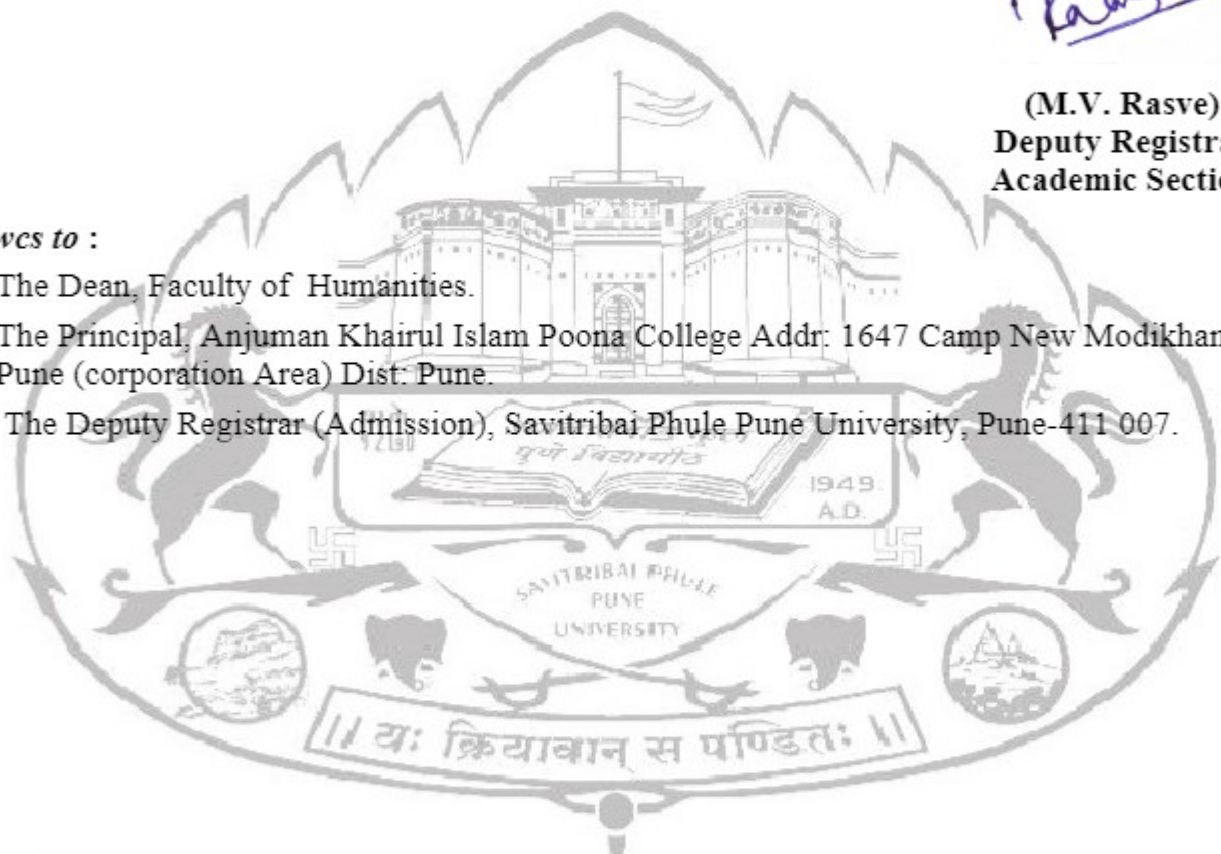 (M.V. Rasve)
Deputy Registra
Academic Sectio
wcs to :
The Dean, Faculty of Humanities.
The Principal, Anjuman Khairul Islam Poona College Addr: 1647 Camp New Modikhan
Pune (corporation Area) Dist: Pune.
The Deputy Registrar (Admission), Savitribai Phule Pune University, Pune-411 007.
पुणे विद्यापीठ
1949
A.D.
SAVITRIBAI PHULE
PUNE
UNIVERSITY
॥ यः क्रियावान् स पण्डितः ॥